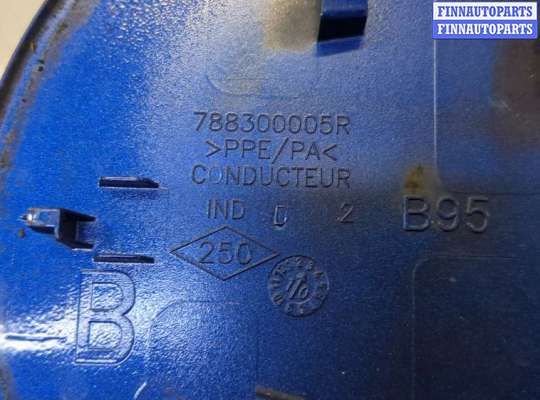 FINNAUTOPARTS
FINNAUTOPARTS
788300005R
>PPE/PA<
CONDUCTEUR
IND D 2 B95
250
B